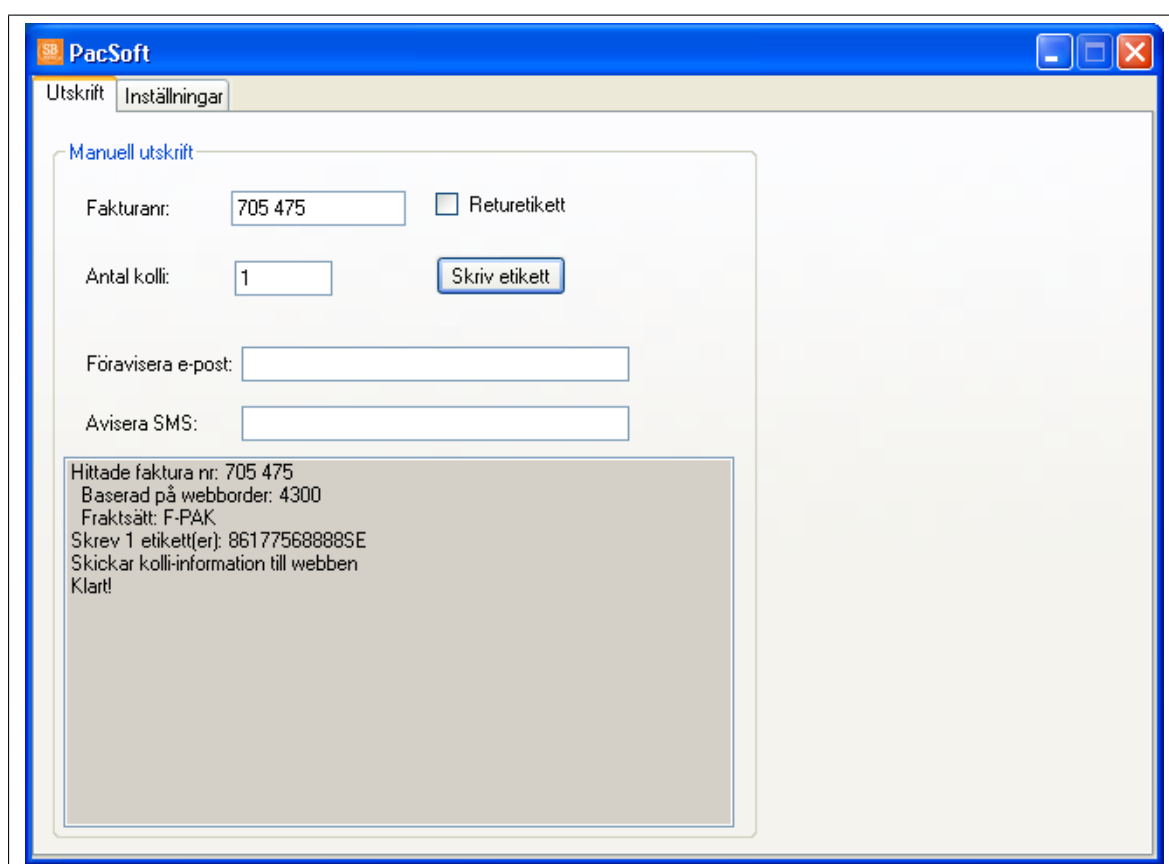 SB PacSoft
Utskrift Inställningar
Manuell utskrift
Fakturanr: 705 475 Returetikett
Antal kolli: 1 Skriv etikett
Föravisera e-post:
Avisera SMS:
Hittade faktura nr: 705 475
Baserad på webborder: 4300
Fraktsätt: F-PAK
Skrev 1 etikett(er): 86177568888SE
Skickar kolli-information till webben
Klart!